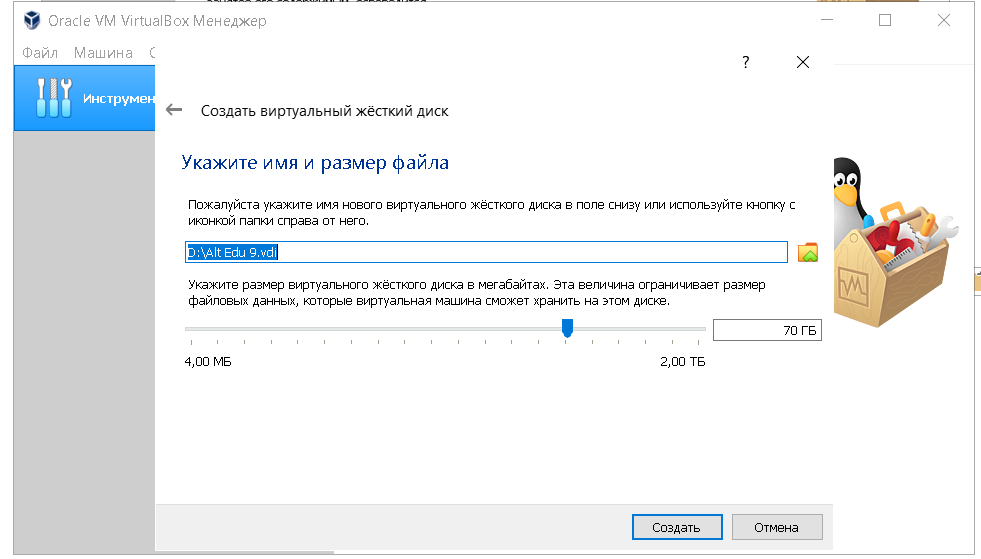 Oracle VM VirtualBox Менеджер
Файл Машина
?
Инструмен
Создать виртуальный жёсткий диск
Укажите имя и размер файла
Пожалуйста укажите имя нового виртуального жёсткого диска в поле снизу или используйте кнопку с
иконкой папки справа от него.
D:\Alt Edu 9.vdi
Укажите размер виртуального жёсткого диска в мегабайтах. Эта величина ограничивает размер
файловых данных, которые виртуальная машина сможет хранить на этом диске.
70 ГБ
4,00 МБ 2,00 ТБ
Создать Отмена